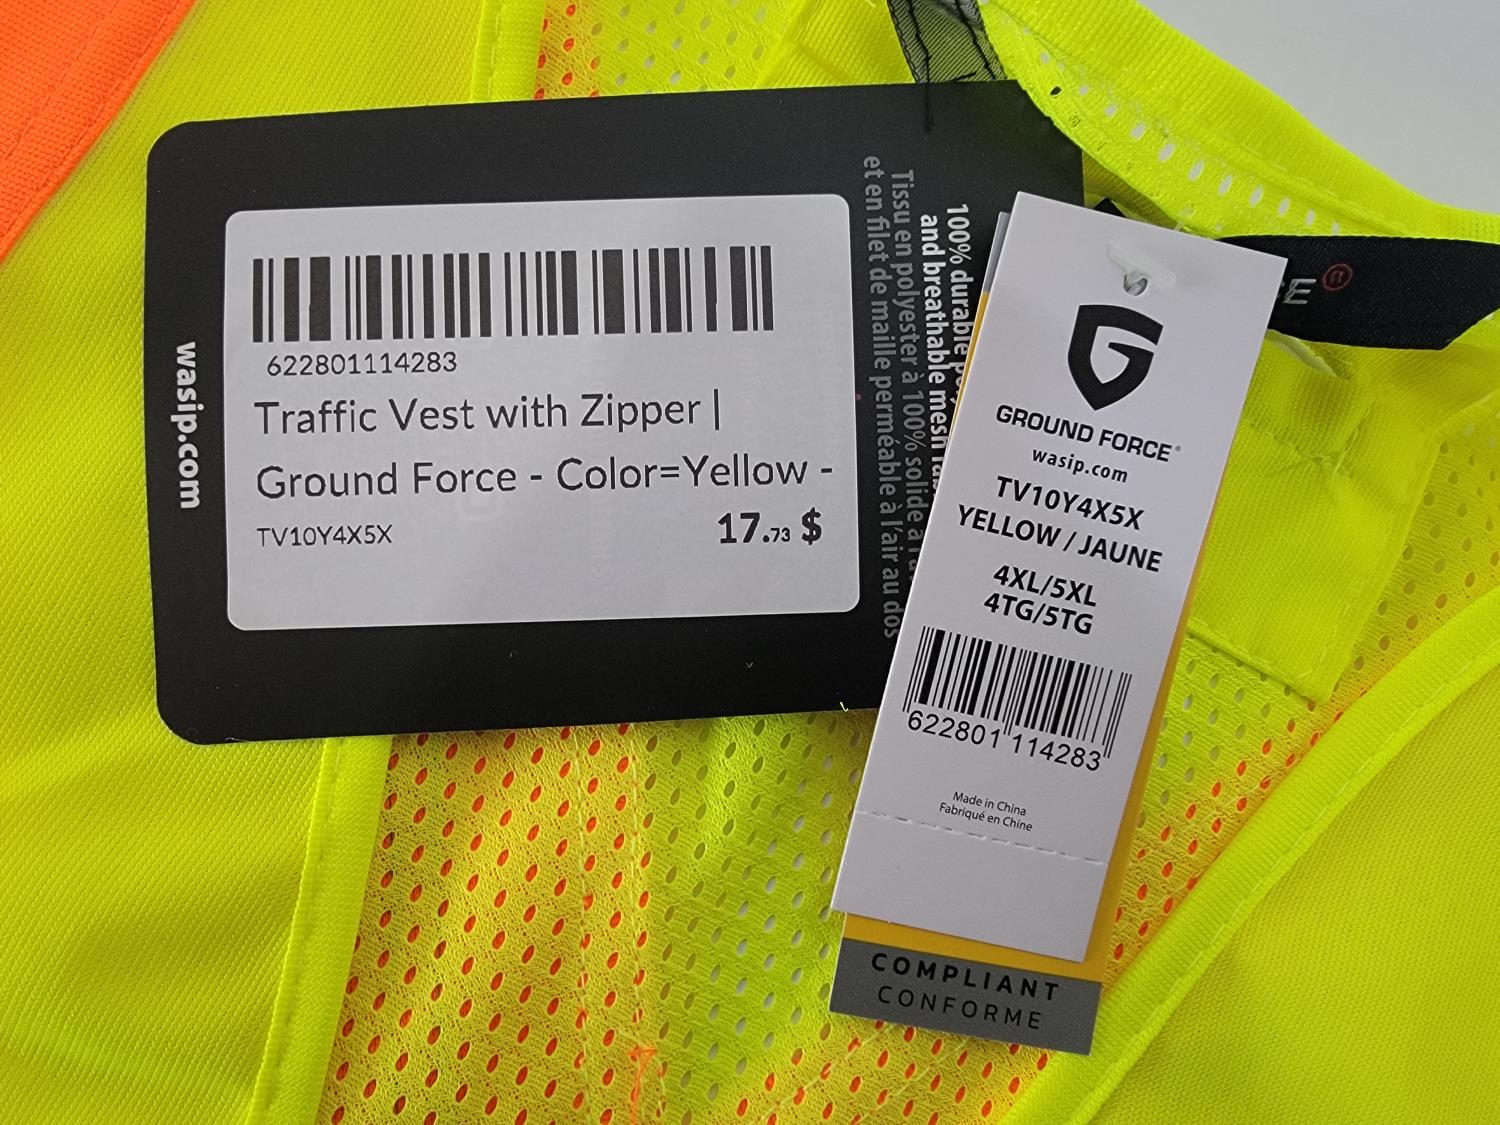 wasip.com
622801114283
Traffic Vest with Zipper |
Ground Force - Color=Yellow -
TV10Y4X5X
17.73 $
100% durable
and breathable mesh
Tissu en polyester à 100% solide
et en filet de maille perméable à l'air au dos
GROUND FORCE®
wasip.com
TV10Y4X5X
YELLOW / JAUNE
4XL/5XL
4TG/5TG
622801 114283
Made in China
Fabriqué en Chine
COMPLIANT
CONFORME
E®